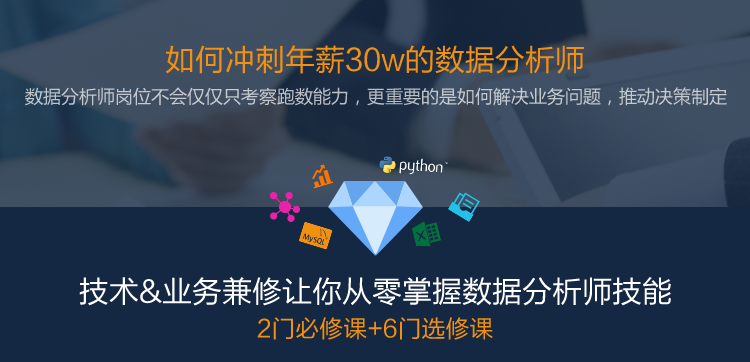 如何冲刺年薪30w的数据分析师
数据分析师岗位不会仅仅只考察跑数能力，更重要的是如何解决业务问题，推动决策制定
python
MySQL
X
技术&业务兼修让你从零掌握数据分析师技能
2门必修课+6门选修课